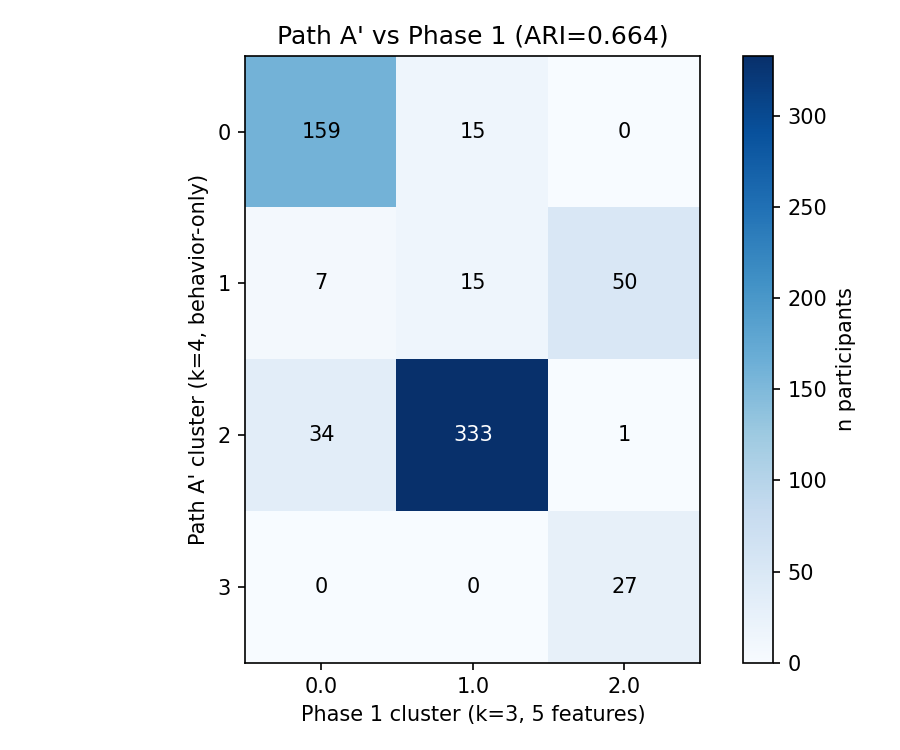 Path A' vs Phase 1 (ARI=0.664)
Path A' cluster (k=4, behavior-only)
0
1
2
3
159 15 0
7 15 50
34 333 1
0 0 27
0.0 1.0 2.0
Phase 1 cluster (k=3, 5 features)
300
250
200
150
100
50
0
n participants